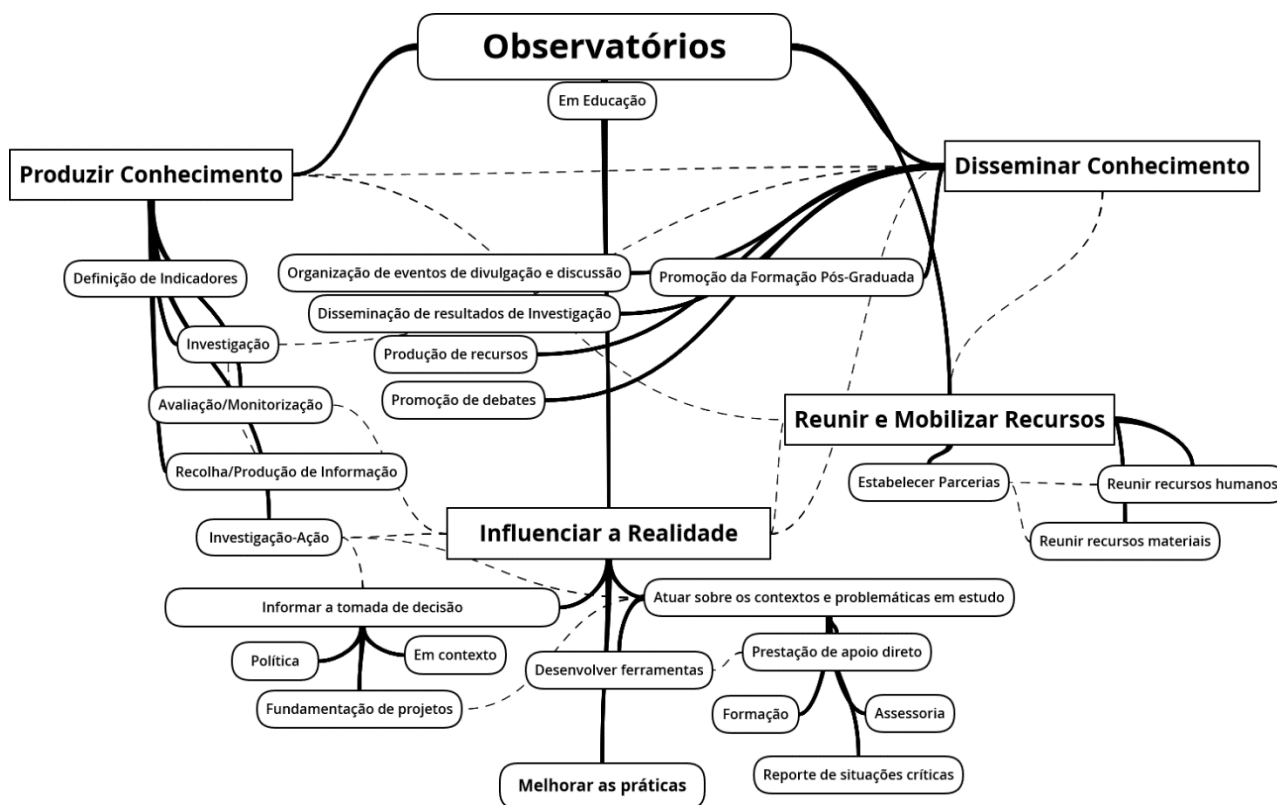 Observatórios
Em Educação
Produzir Conhecimento
Disseminar Conhecimento
Definição de Indicadores
Organização de eventos de divulgação e discussão
Promoção da Formação Pós-Graduada
Disseminação de resultados de Investigação
Investigação
Produção de recursos
Promoção de debates
Avaliação/Monitorização
Reunir e Mobilizar Recursos
Recolha/Produção de Informação
Estabelecer Parcerias
Reunir recursos humanos
Investigação-Ação
Influenciar a Realidade
Reunir recursos materiais
Informar a tomada de decisão
Atuar sobre os contextos e problemáticas em estudo
Política
Em contexto
Desenvolver ferramentas
Prestação de apoio direto
Fundamentação de projetos
Formação
Assessoria
Melhorar as práticas
Reporte de situações críticas